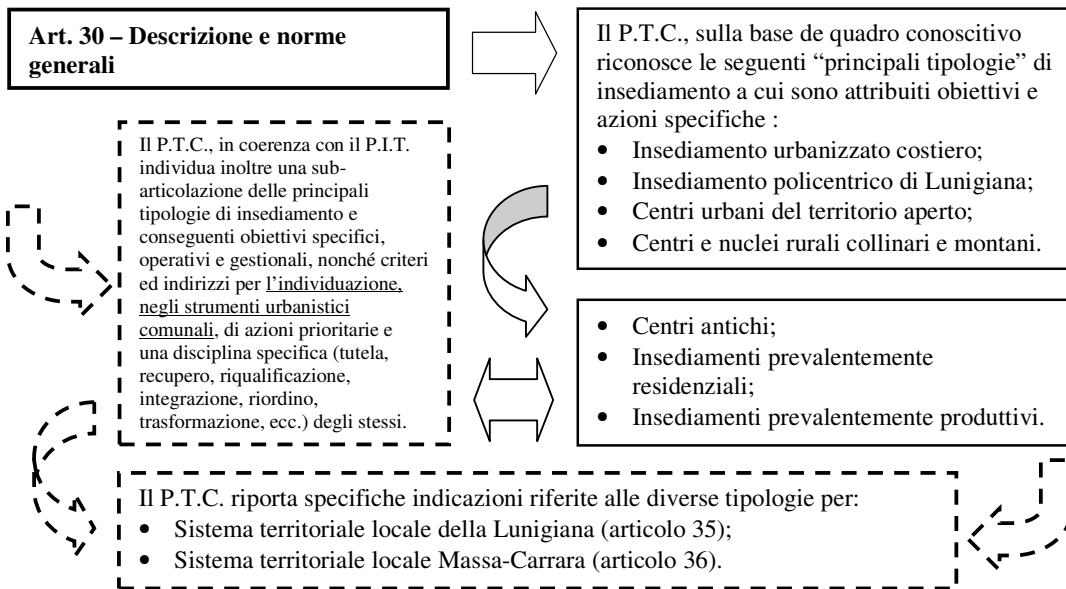 Art. 30 – Descrizione e norme
generali
Il P.T.C., sulla base de quadro conoscitivo
riconosce le seguenti “principali tipologie” di
insediamento a cui sono attribuiti obiettivi e
azioni specifiche :
• Insediamento urbanizzato costiero;
• Insediamento policentrico di Lunigiana;
• Centri urbani del territorio aperto;
• Centri e nuclei rurali collinari e montani.
Il P.T.C., in coerenza con il P.I.T.
individua inoltre una sub-
articolazione delle principali
tipologie di insediamento e
conseguenti obiettivi specifici,
operativi e gestionali, nonché criteri
ed indirizzi per l’individuazione,
negli strumenti urbanistici
comunali, di azioni prioritarie e
una disciplina specifica (tutela,
recupero, riqualificazione,
integrazione, riordino,
trasformazione, ecc.) degli stessi.
• Centri antichi;
• Insediamenti prevalentemente
residenziali;
• Insediamenti prevalentemente produttivi.
Il P.T.C. riporta specifiche indicazioni riferite alle diverse tipologie per:
• Sistema territoriale locale della Lunigiana (articolo 35);
• Sistema territoriale locale Massa-Carrara (articolo 36).